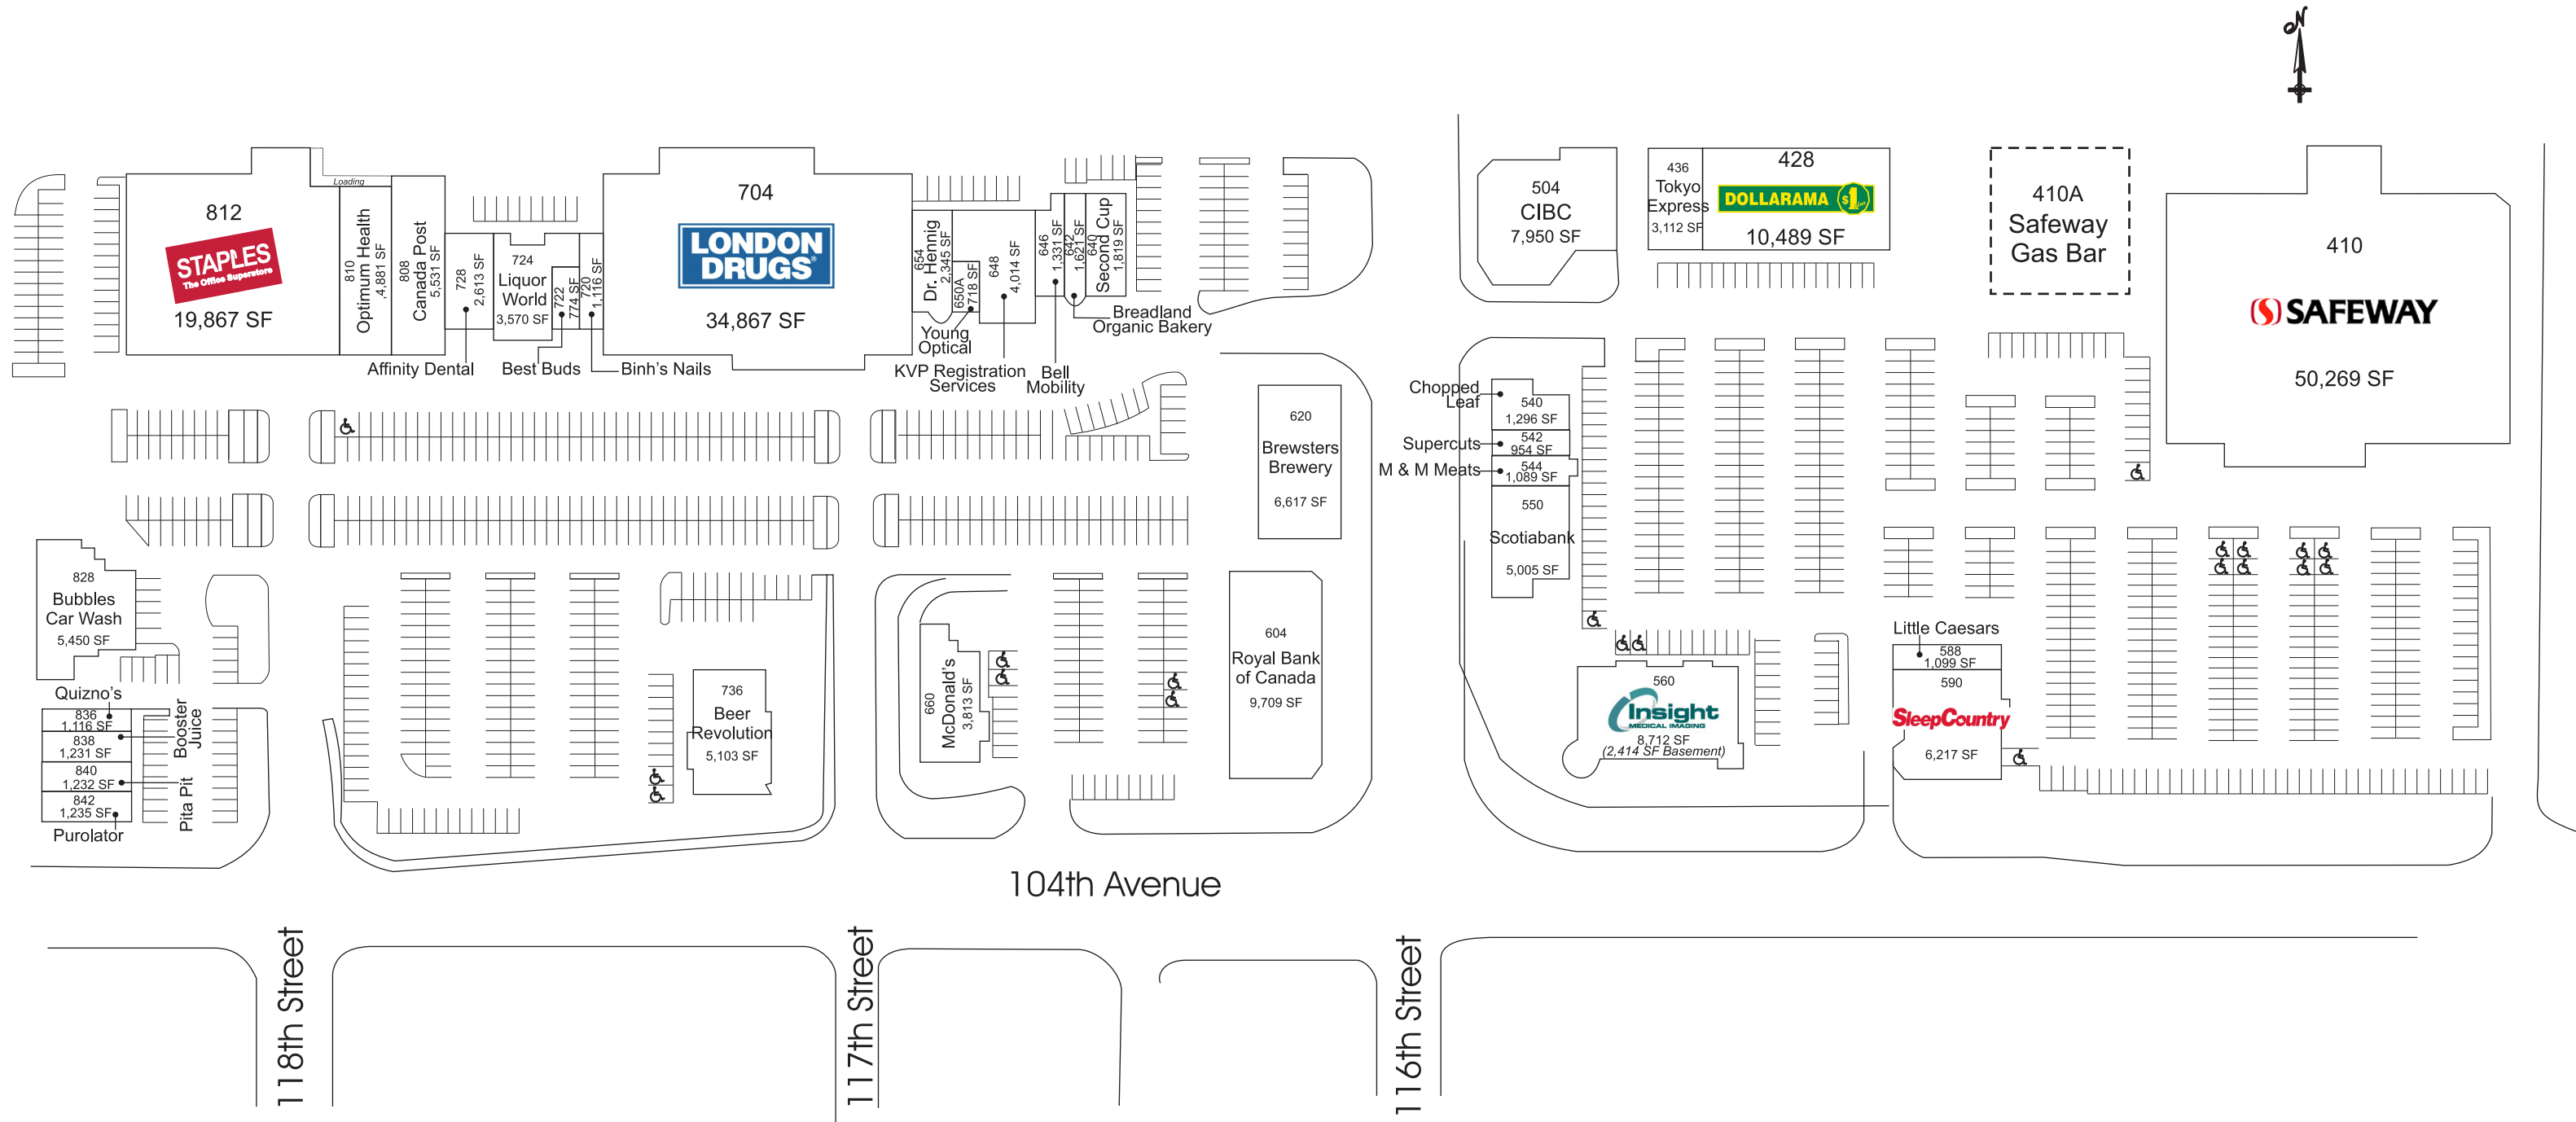 N
Loading
812
STAPLES
The Office Superstore
19,867 SF
810
Optimum Health
,4,881 SF
808
Canada Post
5,531 SF
728
2,613 SF
Affinity Dental
724
Liquor
World
3,570 SF
722
774 SF
Best Buds
720
1,116 SF
Binh's Nails
704
LONDON
DRUGS
34,867 SF
654
Dr. Hennig
2,345 SF
650A
718 SF
Young
Optical
648
4,014 SF
KVP Registration
Services
646
1,331 SF
Bell
Mobility
642
1,621 SF
Breadland
Organic Bakery
640
Second Cup
1,819 SF
504
CIBC
7,950 SF
436
Tokyo
Express
3,112 SF
428
DOLLARAMA $1
10,489 SF
410A
Safeway
Gas Bar
410
SAFEWAY
50,269 SF
620
Brewsters
Brewery
6,617 SF
Chopped
Leaf
540
1,296 SF
Supercuts
542
954 SF
M & M Meats
544
1,089 SF
550
Scotiabank
5,005 SF
828
Bubbles
Car Wash
5,450 SF
Quizno's
836
1,116 SF
838
1,231 SF
Booster
Juice
840
1,232 SF
Pita Pit
842
1,235 SF
Purolator
736
Beer
Revolution
5,103 SF
660
McDonald's
3,813 SF
604
Royal Bank
of Canada
9,709 SF
560
Insight
MEDICAL IMAGING
8,712 SF
(2,414 SF Basement)
Little Caesars
588
1,099 SF
590
SleepCountry
6,217 SF
104th Avenue
118th Street
117th Street
116th Street